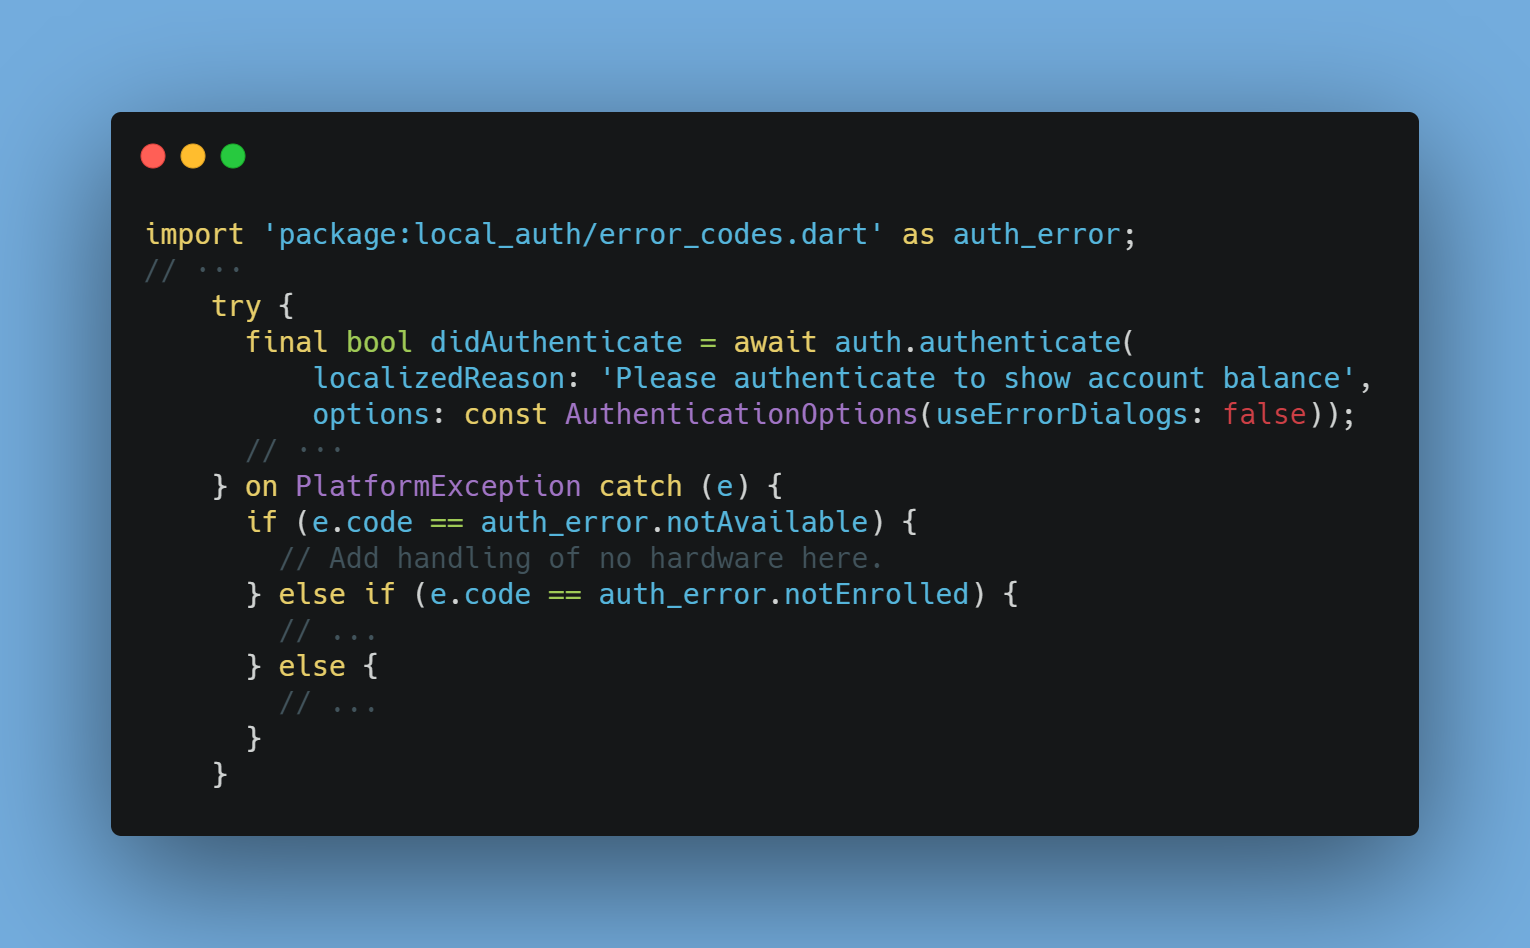 import 'package:local_auth/error_codes.dart' as auth_error;
// ···
    try {
      final bool didAuthenticate = await auth.authenticate(
          localizedReason: 'Please authenticate to show account balance',
          options: const AuthenticationOptions(useErrorDialogs: false));
      // ···
    } on PlatformException catch (e) {
      if (e.code == auth_error.notAvailable) {
        // Add handling of no hardware here.
      } else if (e.code == auth_error.notEnrolled) {
        // ...
      } else {
        // ...
      }
    }